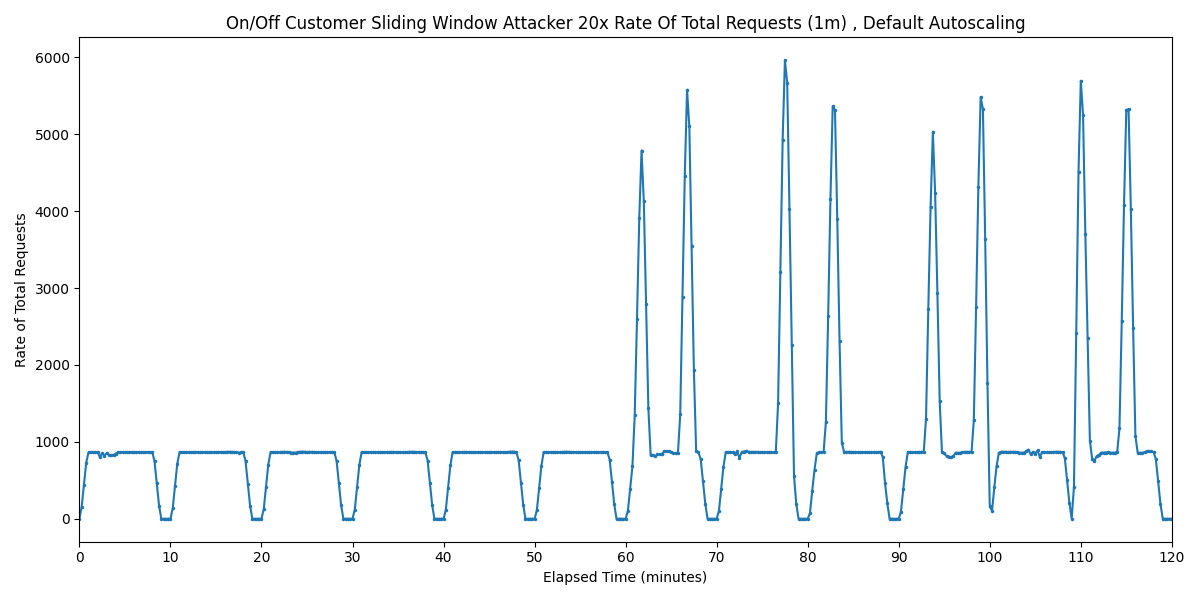 On/Off Customer Sliding Window Attacker 20x Rate Of Total Requests (1m) , Default Autoscaling
6000
5000
4000
3000
2000
1000
0
Rate of Total Requests
0 10 20 30 40 50 60 70 80 90 100 110 120
Elapsed Time (minutes)